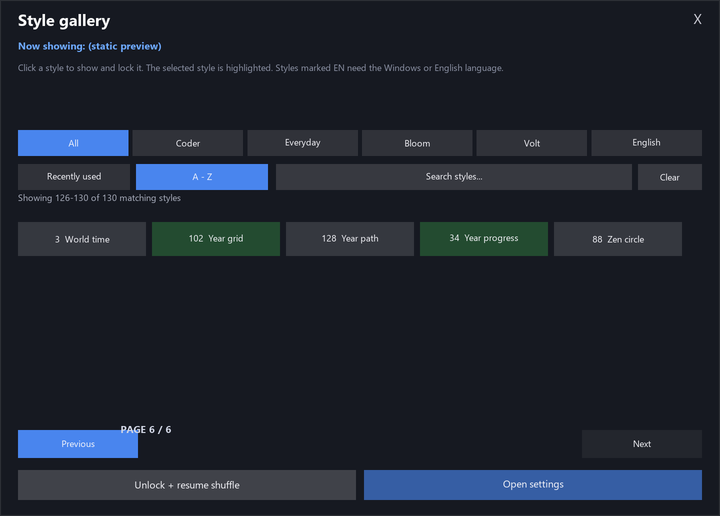 Style gallery X
Now showing: (static preview)
Click a style to show and lock it. The selected style is highlighted. Styles marked EN need the Windows or English language.
All Coder Everyday Bloom Volt English
Recently used A - Z Search styles... Clear
Showing 126-130 of 130 matching styles
3 World time 102 Year grid 128 Year path 34 Year progress 88 Zen circle
PAGE 6 / 6
Previous Next
Unlock + resume shuffle Open settings